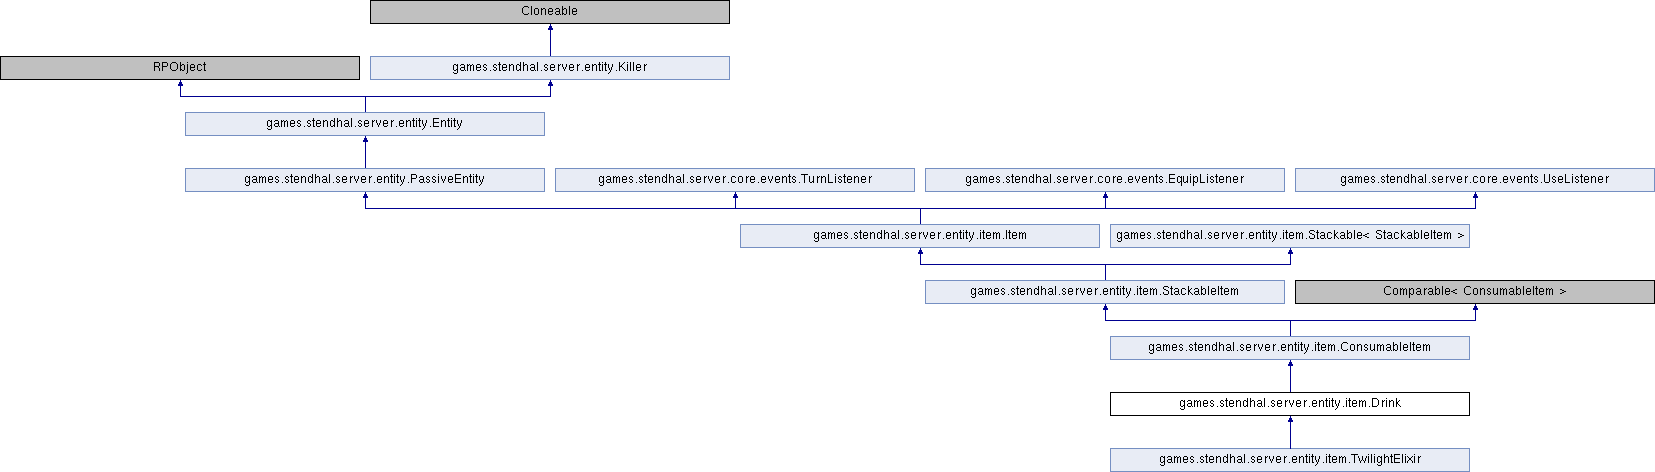 Cloneable
RPObject
games.stendhal.server.entity.Killer
games.stendhal.server.entity.Entity
games.stendhal.server.entity.PassiveEntity
games.stendhal.server.core.events.TurnListener
games.stendhal.server.core.events.EquipListener
games.stendhal.server.core.events.UseListener
games.stendhal.server.entity.item.Item
games.stendhal.server.entity.item.Stackable< StackableItem >
games.stendhal.server.entity.item.StackableItem
Comparable< ConsumableItem >
games.stendhal.server.entity.item.ConsumableItem
games.stendhal.server.entity.item.Drink
games.stendhal.server.entity.item.TwilightElixir